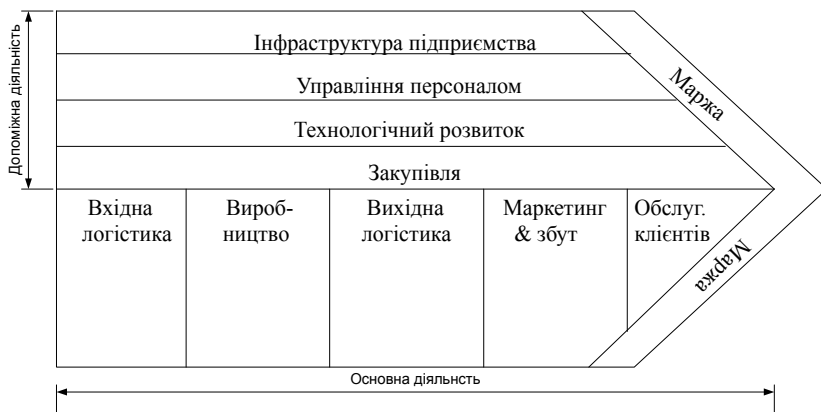 Допоміжна діяльність
Інфраструктура підприємства
Управління персоналом
Технологічний розвиток
Закупівля
Маржа
Вхідна
логістика
Вироб-
ництво
Вихідна
логістика
Маркетинг
& збут
Обслуг.
клієнтів
Маржа
Основна діяльнсть